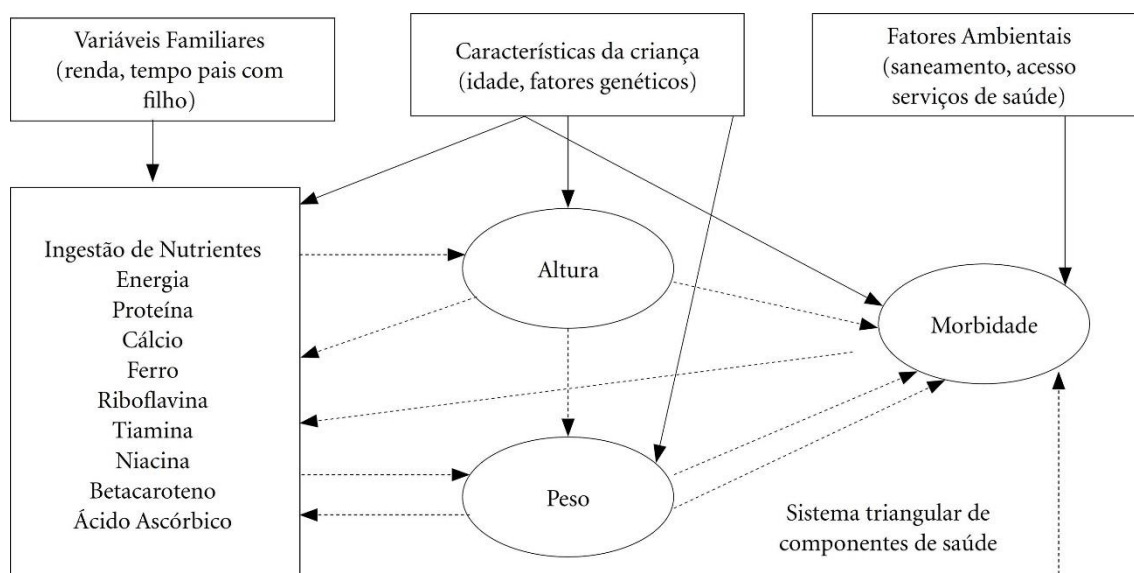 Variáveis Familiares
(renda, tempo pais com
filho)
Características da criança
(idade, fatores genéticos)
Fatores Ambientais
(saneamento, acesso
serviços de saúde)
Ingestão de Nutrientes
Energia
Proteína
Cálcio
Ferro
Riboflavina
Tiamina
Niacina
Betacaroteno
Ácido Ascórbico
Altura
Peso
Morbidade
Sistema triangular de
componentes de saúde